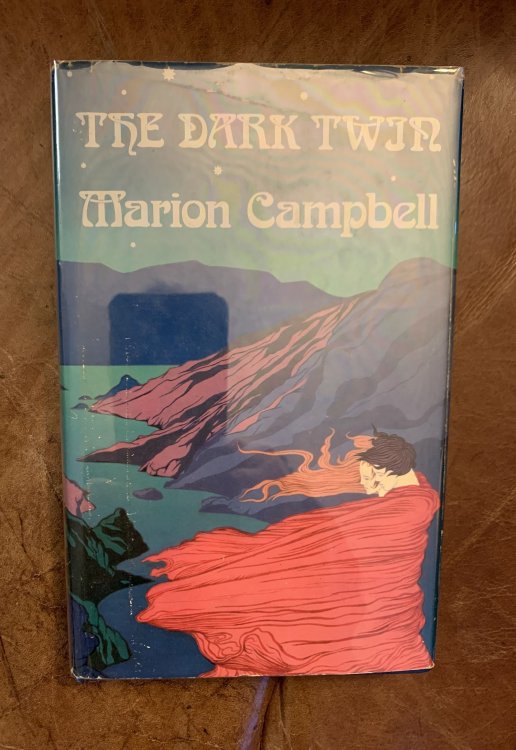 THE DARK TWIN
Marion Campbell